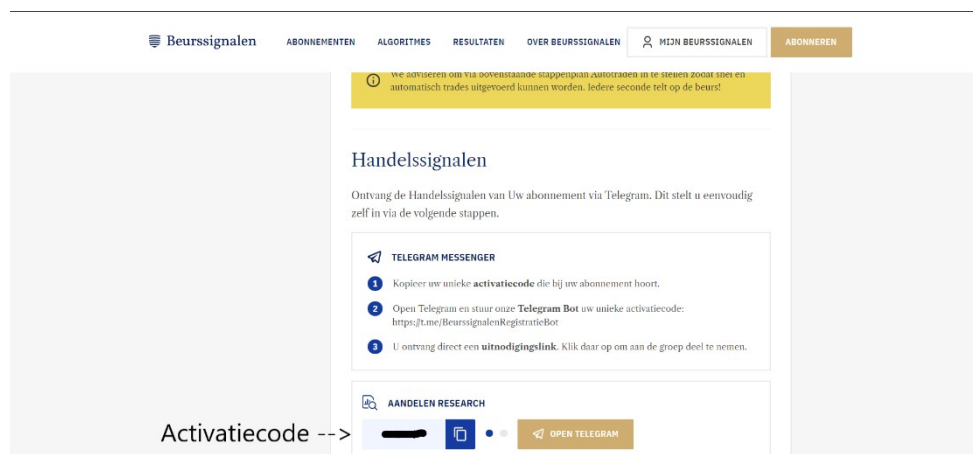 Beurssignalen
ABONNEMENTEN ALGORITMES RESULTATEN OVER BEURSSIGNALEN MIJN BEURSSIGNALEN ABONNEREN
We adviseren om via bovenstaande stappenplan Autotraden in te stellen zodat snel en
automatisch trades uitgevoerd kunnen worden. Iedere seconde telt op de beurs!
Handelssignalen
Ontvang de Handelssignalen van Uw abonnement via Telegram. Dit stelt u eenvoudig
zelf in via de volgende stappen.
TELEGRAM MESSENGER
1 Kopieer uw unieke activatiecode die bij uw abonnement hoort.
2 Open Telegram en stuur onze Telegram Bot uw unieke activatiecode:
https://t.me/BeurssignalenRegistratieBot
3 U ontvang direct een uitnodigingslink. Klik daar op om aan de groep deel te nemen.
AANDELEN RESEARCH
Activatiecode --> OPEN TELEGRAM